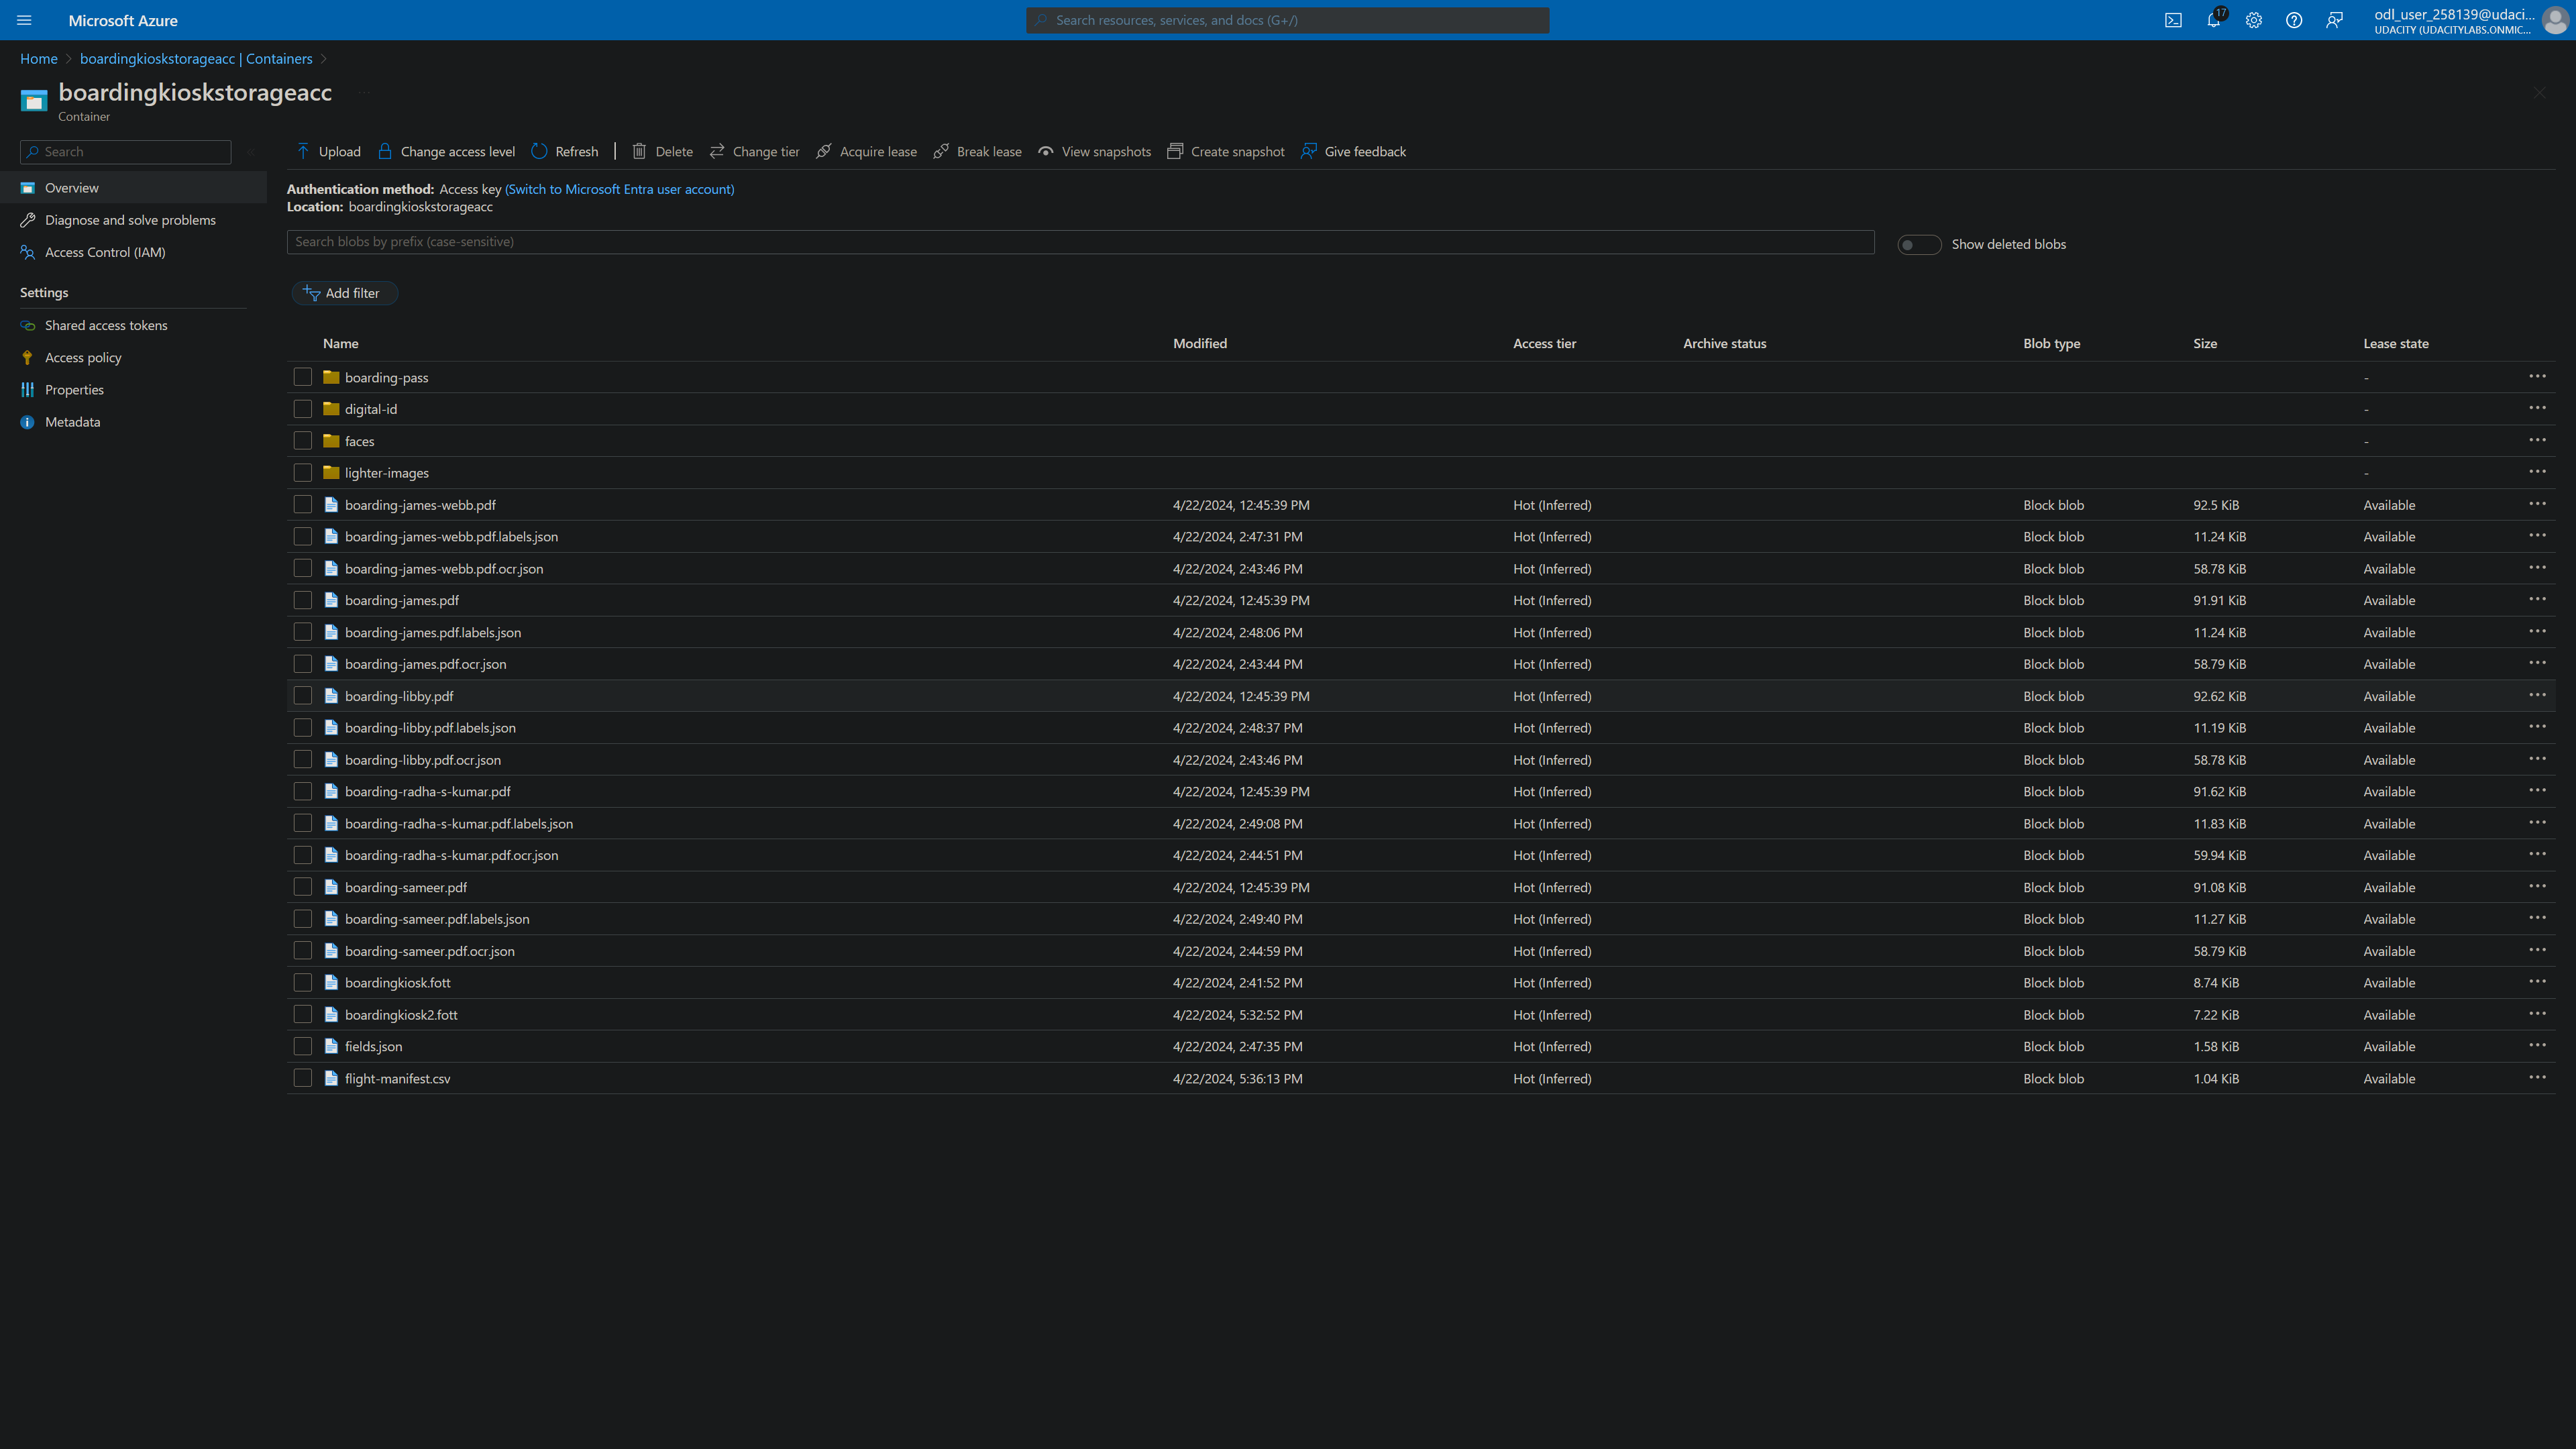 Microsoft Azure
Search resources, services, and docs (G+/)
17
odl_user_258139@udaci...
UDACITY (UDACITYLABS.ONMIC...
Home > boardingkioskstorageacc | Containers >
boardingkioskstorageacc ...
Container
Search
Upload Change access level Refresh | Delete Change tier Acquire lease Break lease View snapshots Create snapshot Give feedback
Overview
Diagnose and solve problems
Access Control (IAM)
Settings
Shared access tokens
Access policy
Properties
Metadata
Authentication method: Access key (Switch to Microsoft Entra user account)
Location: boardingkioskstorageacc
Search blobs by prefix (case-sensitive)
Show deleted blobs
Add filter
Name Modified Access tier Archive status Blob type Size Lease state
boarding-pass -
digital-id -
faces -
lighter-images -
boarding-james-webb.pdf 4/22/2024, 12:45:39 PM Hot (Inferred) Block blob 92.5 KiB Available
boarding-james-webb.pdf.labels.json 4/22/2024, 2:47:31 PM Hot (Inferred) Block blob 11.24 KiB Available
boarding-james-webb.pdf.ocr.json 4/22/2024, 2:43:46 PM Hot (Inferred) Block blob 58.78 KiB Available
boarding-james.pdf 4/22/2024, 12:45:39 PM Hot (Inferred) Block blob 91.91 KiB Available
boarding-james.pdf.labels.json 4/22/2024, 2:48:06 PM Hot (Inferred) Block blob 11.24 KiB Available
boarding-james.pdf.ocr.json 4/22/2024, 2:43:44 PM Hot (Inferred) Block blob 58.79 KiB Available
boarding-libby.pdf 4/22/2024, 12:45:39 PM Hot (Inferred) Block blob 92.62 KiB Available
boarding-libby.pdf.labels.json 4/22/2024, 2:48:37 PM Hot (Inferred) Block blob 11.19 KiB Available
boarding-libby.pdf.ocr.json 4/22/2024, 2:43:46 PM Hot (Inferred) Block blob 58.78 KiB Available
boarding-radha-s-kumar.pdf 4/22/2024, 12:45:39 PM Hot (Inferred) Block blob 91.62 KiB Available
boarding-radha-s-kumar.pdf.labels.json 4/22/2024, 2:49:08 PM Hot (Inferred) Block blob 11.83 KiB Available
boarding-radha-s-kumar.pdf.ocr.json 4/22/2024, 2:44:51 PM Hot (Inferred) Block blob 59.94 KiB Available
boarding-sameer.pdf 4/22/2024, 12:45:39 PM Hot (Inferred) Block blob 91.08 KiB Available
boarding-sameer.pdf.labels.json 4/22/2024, 2:49:40 PM Hot (Inferred) Block blob 11.27 KiB Available
boarding-sameer.pdf.ocr.json 4/22/2024, 2:44:59 PM Hot (Inferred) Block blob 58.79 KiB Available
boardingkiosk.fott 4/22/2024, 2:41:52 PM Hot (Inferred) Block blob 8.74 KiB Available
boardingkiosk2.fott 4/22/2024, 5:32:52 PM Hot (Inferred) Block blob 7.22 KiB Available
fields.json 4/22/2024, 2:47:35 PM Hot (Inferred) Block blob 1.58 KiB Available
flight-manifest.csv 4/22/2024, 5:36:13 PM Hot (Inferred) Block blob 1.04 KiB Available